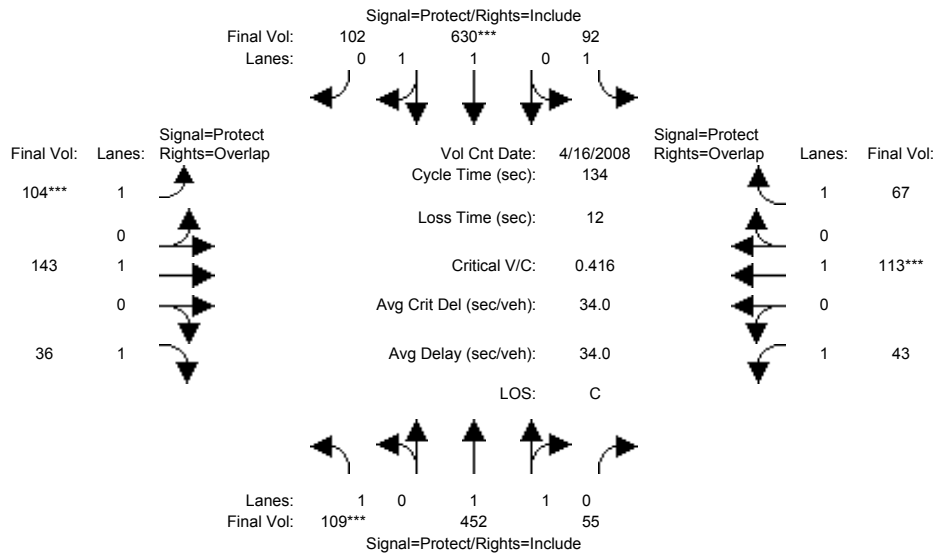 Signal=Protect/Rights=Include
Final Vol: 102 630*** 92
Lanes: 0 1 1 0 1
Signal=Protect
Final Vol: Lanes: Rights=Overlap
Vol Cnt Date: 4/16/2008
Signal=Protect
Rights=Overlap Lanes: Final Vol:
Cycle Time (sec): 134
104*** 1
1 67
Loss Time (sec): 12
0
0
143 1
Critical V/C: 0.416
1 113***
0
Avg Crit Del (sec/veh): 34.0
0
36 1
Avg Delay (sec/veh): 34.0
1 43
LOS: C
Lanes: 1 0 1 1 0
Final Vol: 109*** 452 55
Signal=Protect/Rights=Include